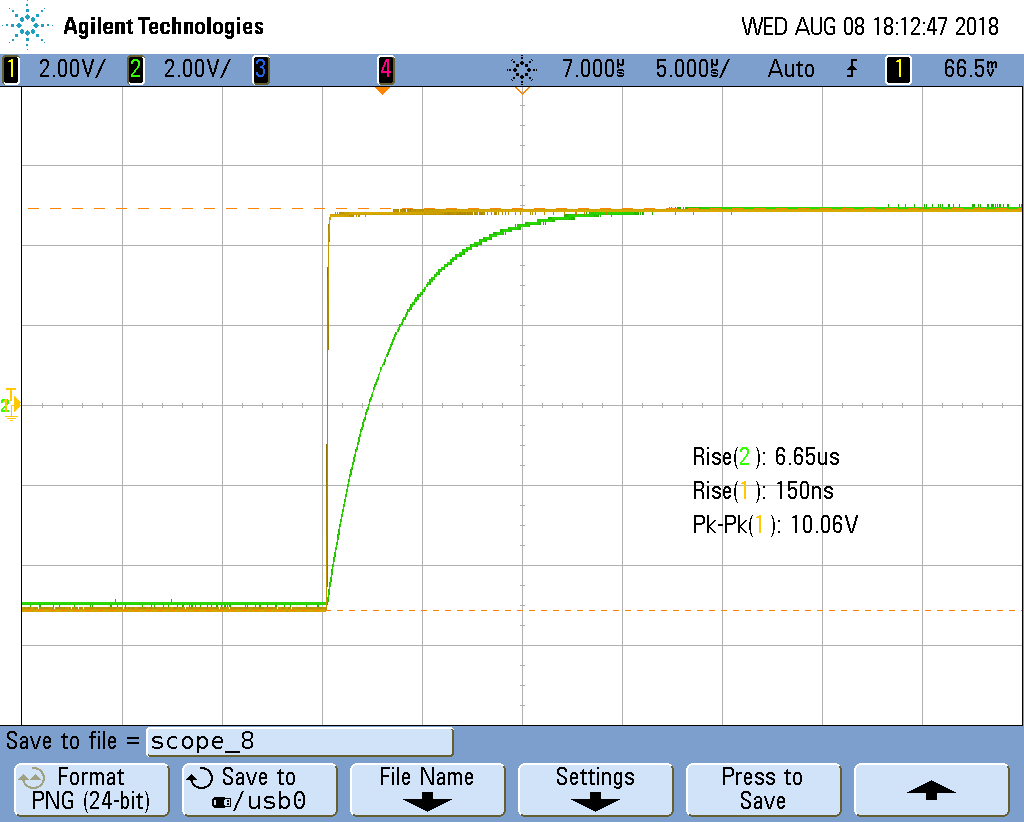 Agilent Technologies WED AUG 08 18:12:47 2018
1 2.00V/ 2 2.00V/ 3 4 7.000µs 5.000µs/ Auto 1 66.5mV
2
Rise(2): 6.65us
Rise(1): 150ns
Pk-Pk(1): 10.06V
Save to file = scope_8
Format Save to File Name Settings Press to
PNG (24-bit) /usb0 Save